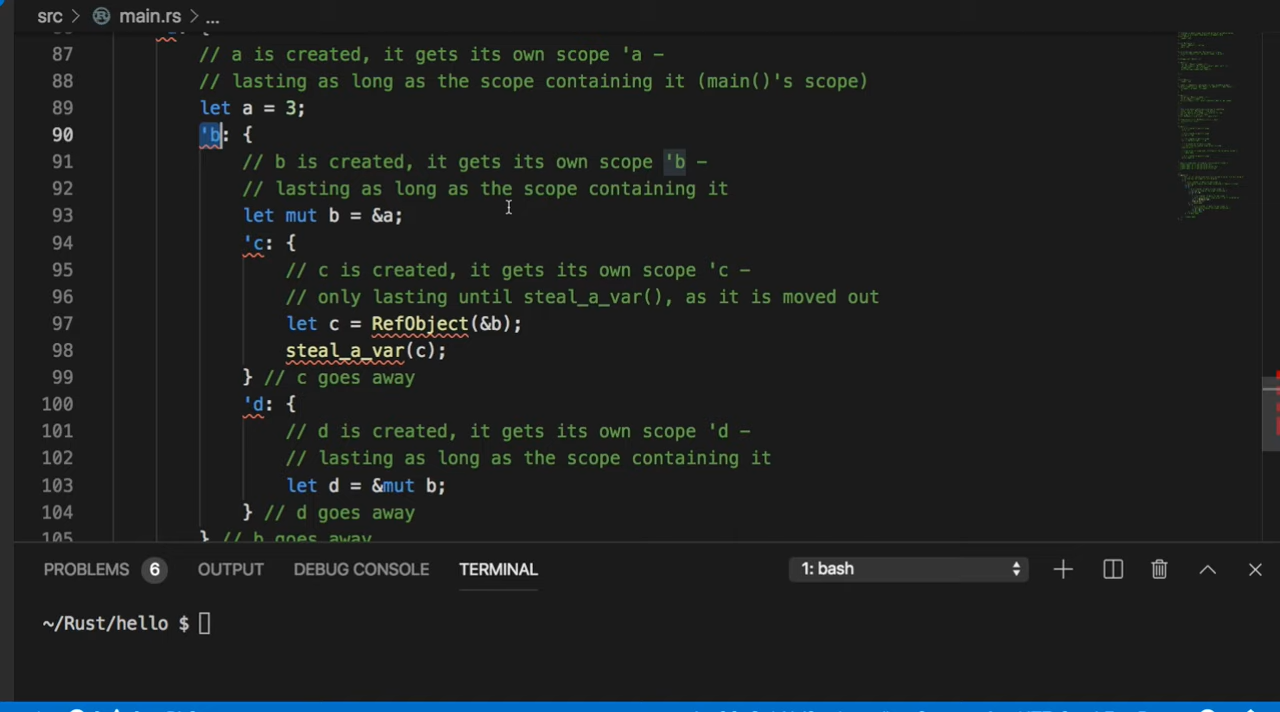 src > main.rs > ...
87 // a is created, it gets its own scope 'a –
88 // lasting as long as the scope containing it (main()'s scope)
89 let a = 3;
90 'b: {
91 // b is created, it gets its own scope 'b –
92 // lasting as long as the scope containing it
93 let mut b = &a;
94 'c: {
95 // c is created, it gets its own scope 'c –
96 // only lasting until steal_a_var(), as it is moved out
97 let c = RefObject(&b);
98 steal_a_var(c);
99 } // c goes away
100 'd: {
101 // d is created, it gets its own scope 'd –
102 // lasting as long as the scope containing it
103 let d = &mut b;
104 } // d goes away
105 } // b goes away
PROBLEMS 6 OUTPUT DEBUG CONSOLE TERMINAL 1: bash
~/Rust/hello $